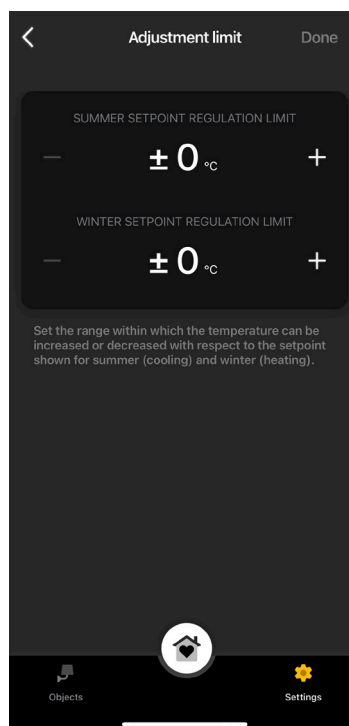 Adjustment limit Done
SUMMER SETPOINT REGULATION LIMIT
± 0 °C
WINTER SETPOINT REGULATION LIMIT
± 0 °C
Set the range within which the temperature can be
increased or decreased with respect to the setpoint
shown for summer (cooling) and winter (heating).
Objects Settings